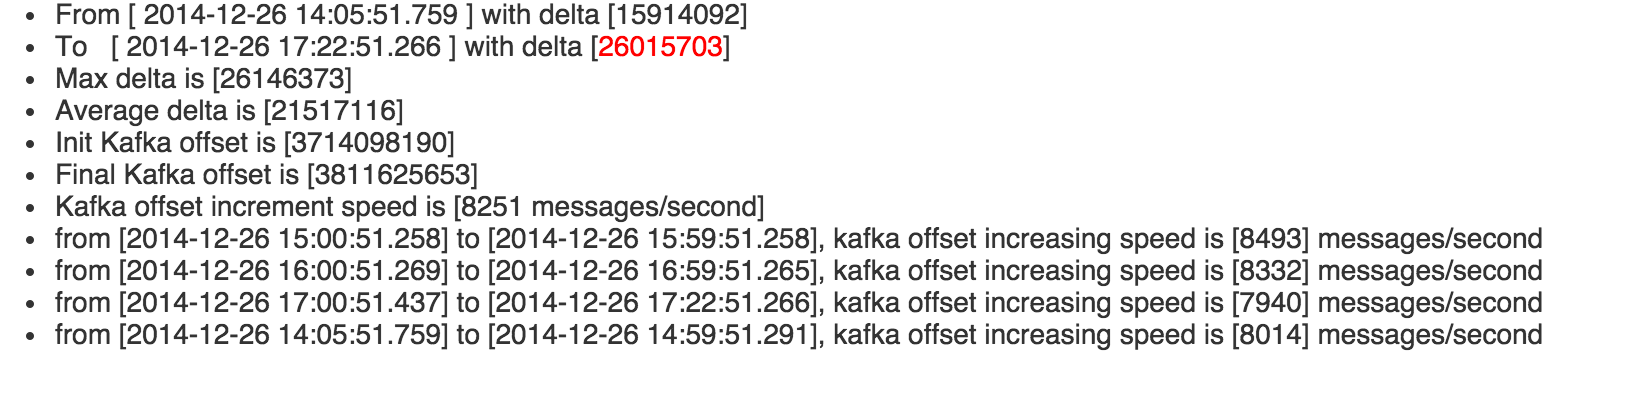 From [ 2014-12-26 14:05:51.759 ] with delta [15914092]
To [ 2014-12-26 17:22:51.266 ] with delta [26015703]
Max delta is [26146373]
Average delta is [21517116]
Init Kafka offset is [3714098190]
Final Kafka offset is [3811625653]
Kafka offset increment speed is [8251 messages/second]
from [2014-12-26 15:00:51.258] to [2014-12-26 15:59:51.258], kafka offset increasing speed is [8493] messages/second
from [2014-12-26 16:00:51.269] to [2014-12-26 16:59:51.265], kafka offset increasing speed is [8332] messages/second
from [2014-12-26 17:00:51.437] to [2014-12-26 17:22:51.266], kafka offset increasing speed is [7940] messages/second
from [2014-12-26 14:05:51.759] to [2014-12-26 14:59:51.291], kafka offset increasing speed is [8014] messages/second